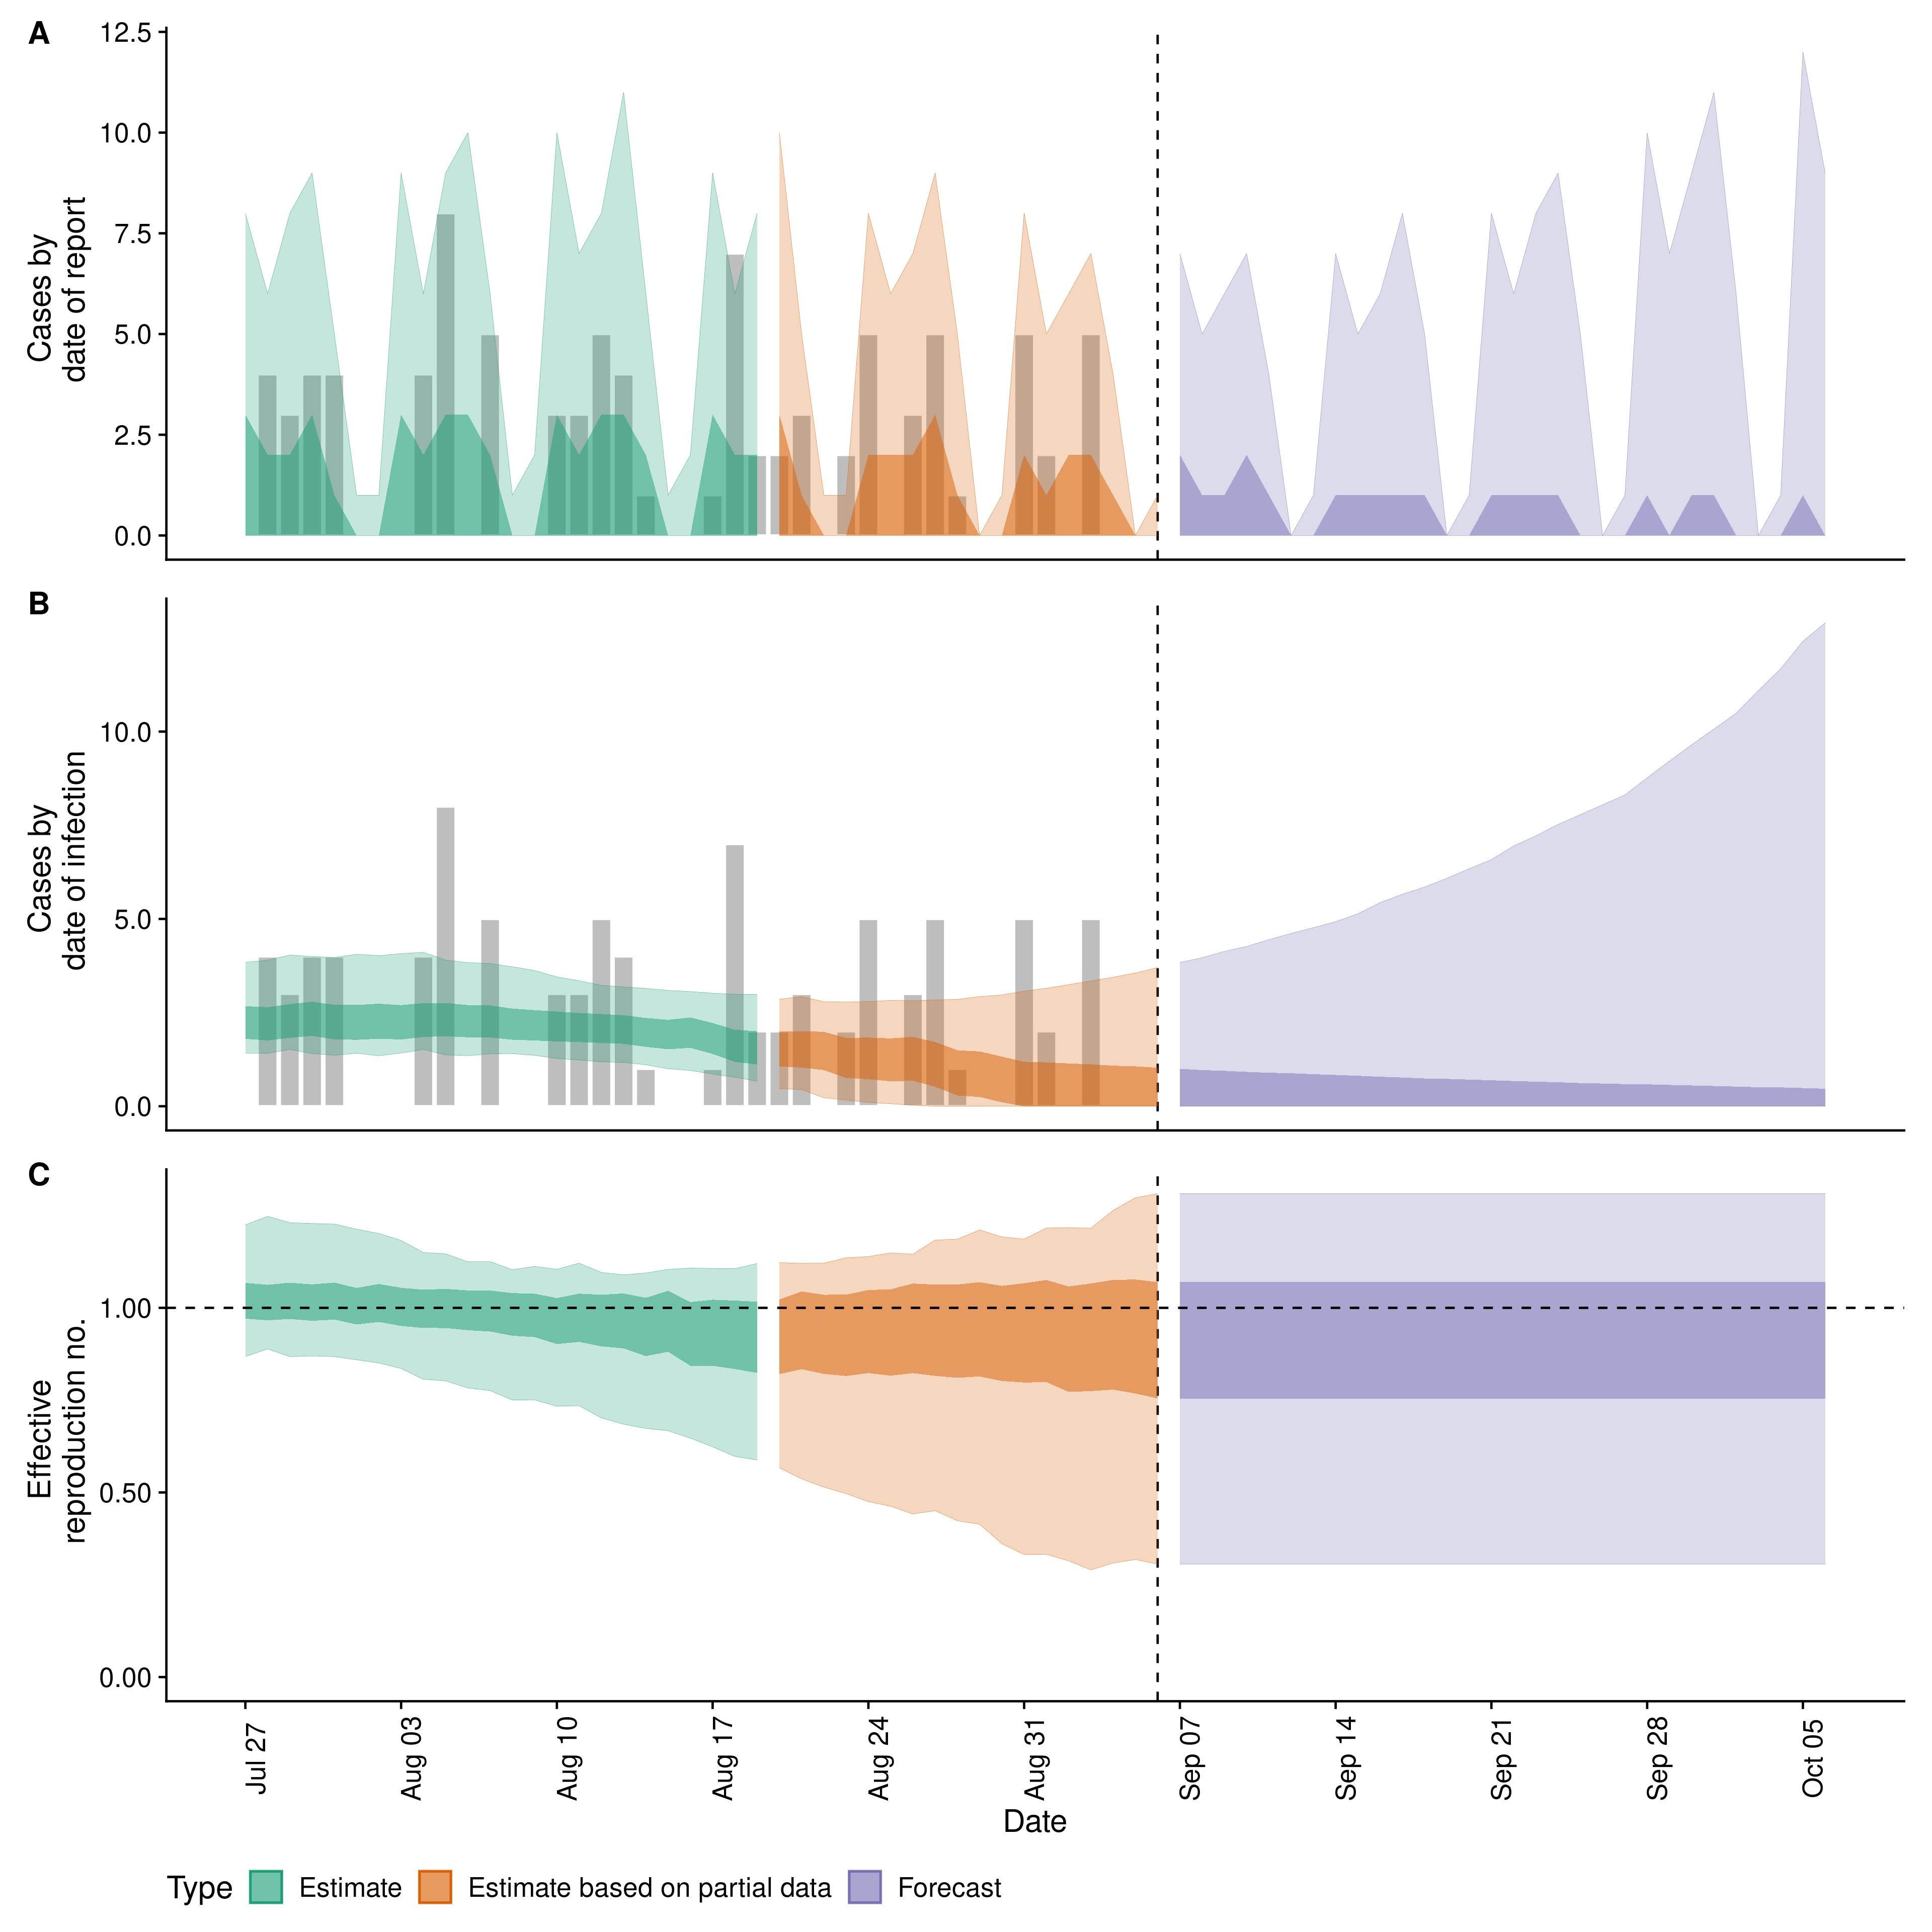 A
12.5
10.0
7.5
5.0
2.5
0.0
Cases by
date of report
B
10.0
5.0
0.0
Cases by
date of infection
C
1.00
0.50
0.00
Effective
reproduction no.
Jul 27
Aug 03
Aug 10
Aug 17
Aug 24
Aug 31
Sep 07
Sep 14
Sep 21
Sep 28
Oct 05
Date
Type
Estimate
Estimate based on partial data
Forecast